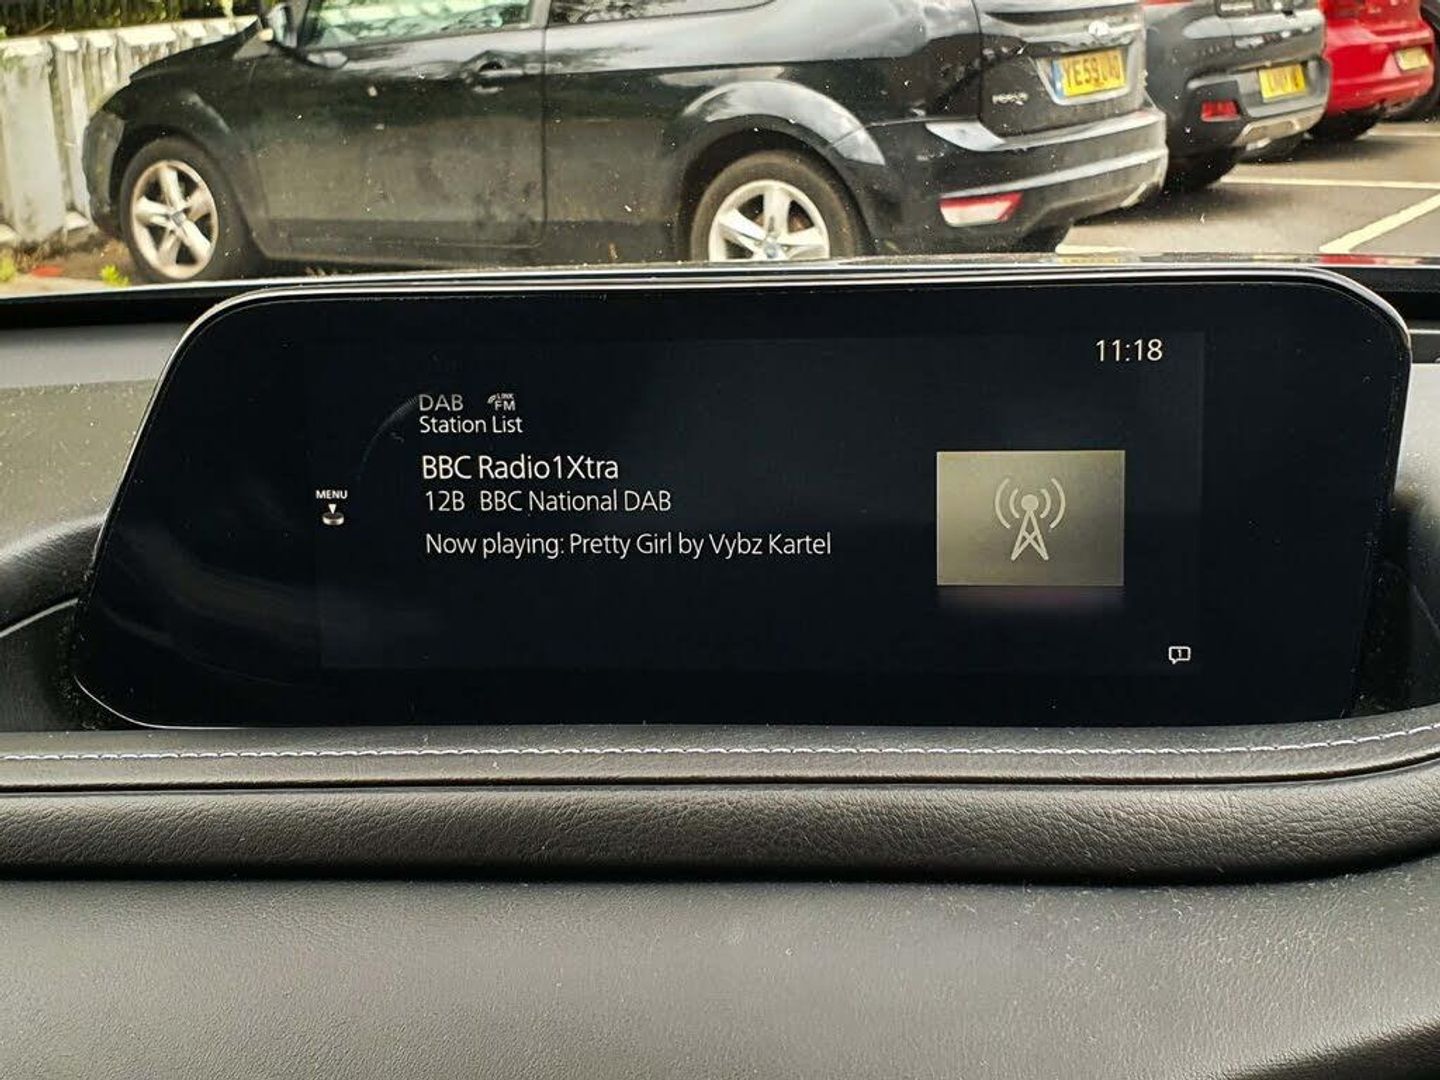 11:18
DAB LINK FM
Station List
BBC Radio1Xtra
12B BBC National DAB
MENU
Now playing: Pretty Girl by Vybz Kartel
1